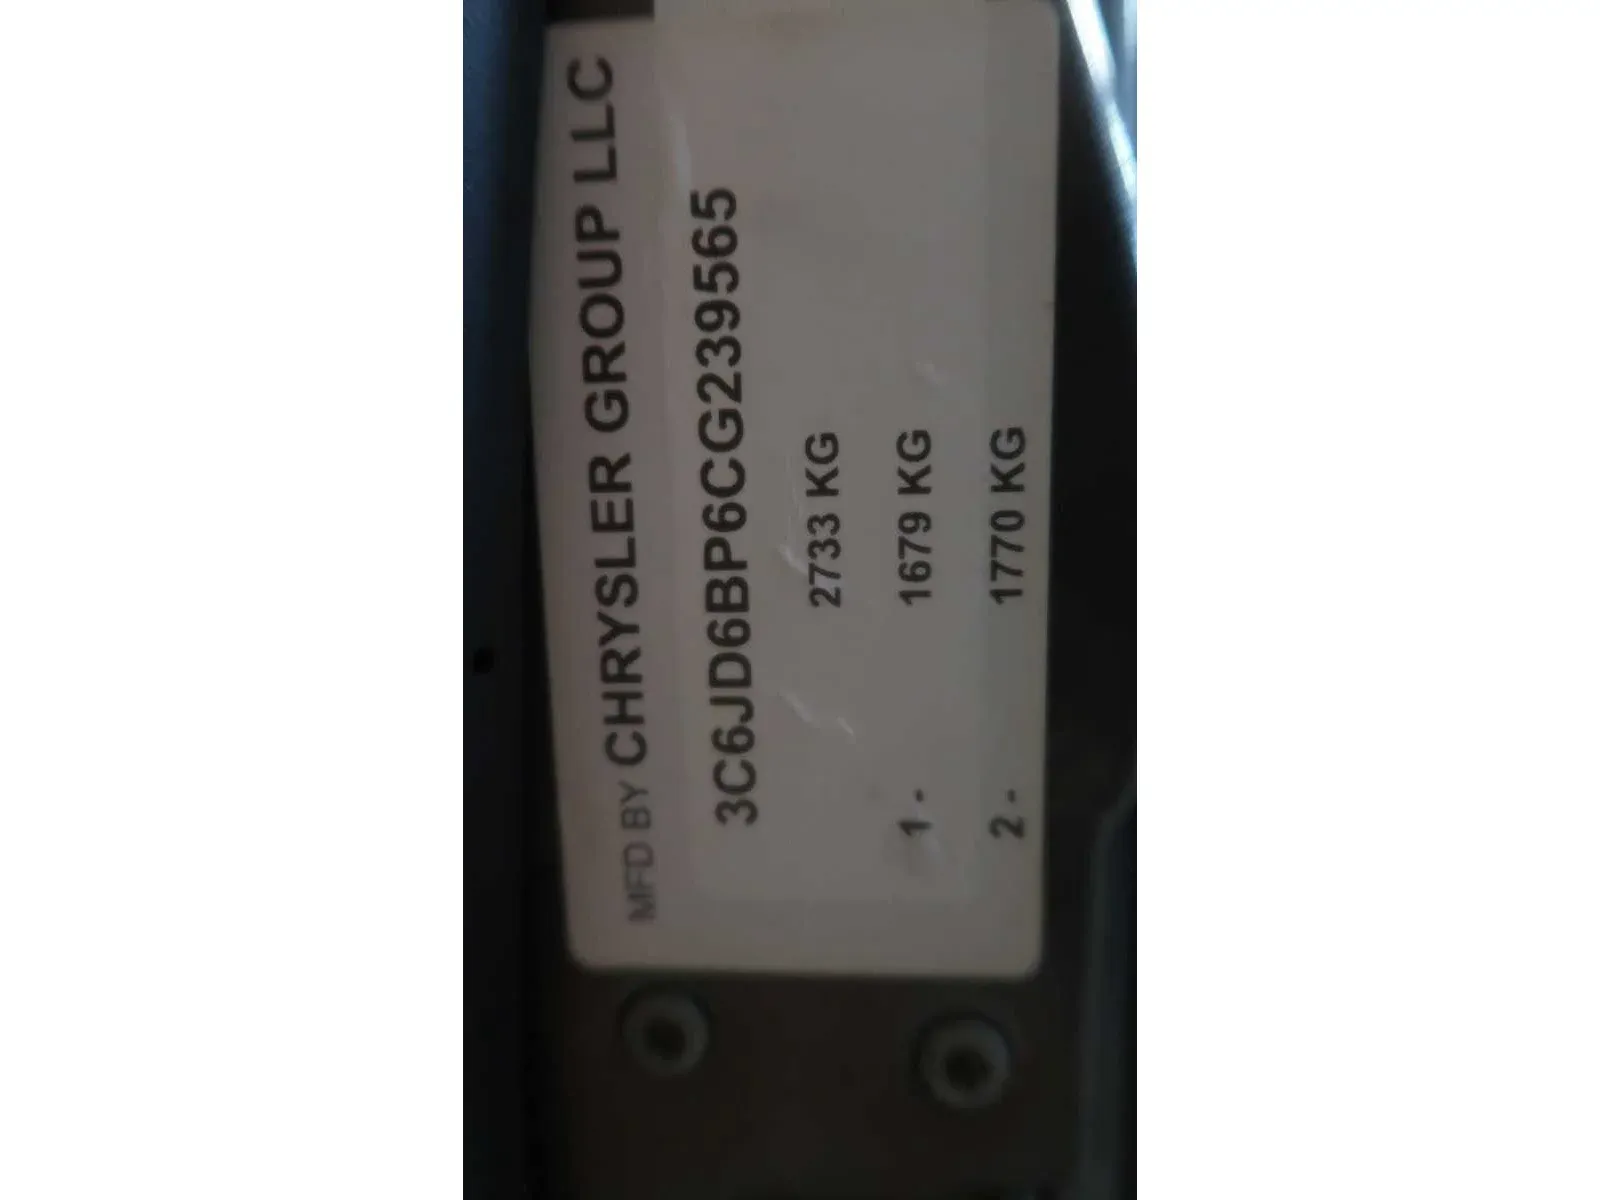 MFD BY CHRYSLER GROUP LLC
3C6JD6BP6CG239565
2733 KG
1 - 1679 KG
2 - 1770 KG